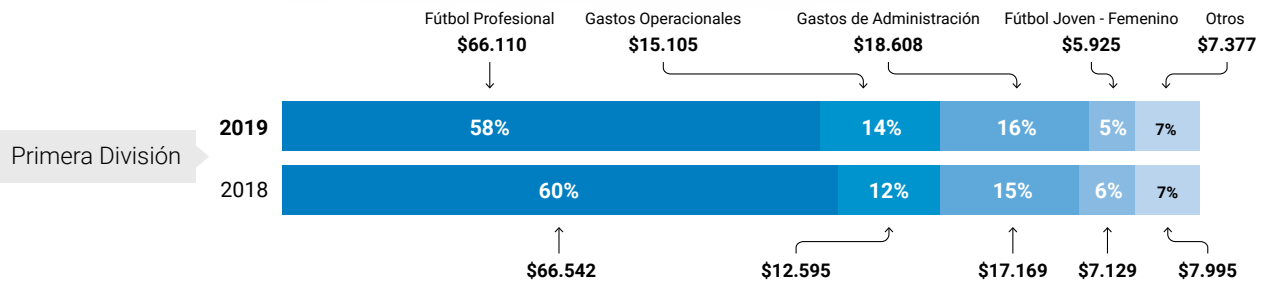 Fútbol Profesional Gastos Operacionales Gastos de Administración Fútbol Joven - Femenino Otros
$66.110 $15.105 $18.608 $5.925 $7.377
2019 58% 14% 16% 5% 7%
Primera División
2018 60% 12% 15% 6% 7%
$66.542 $12.595 $17.169 $7.129 $7.995